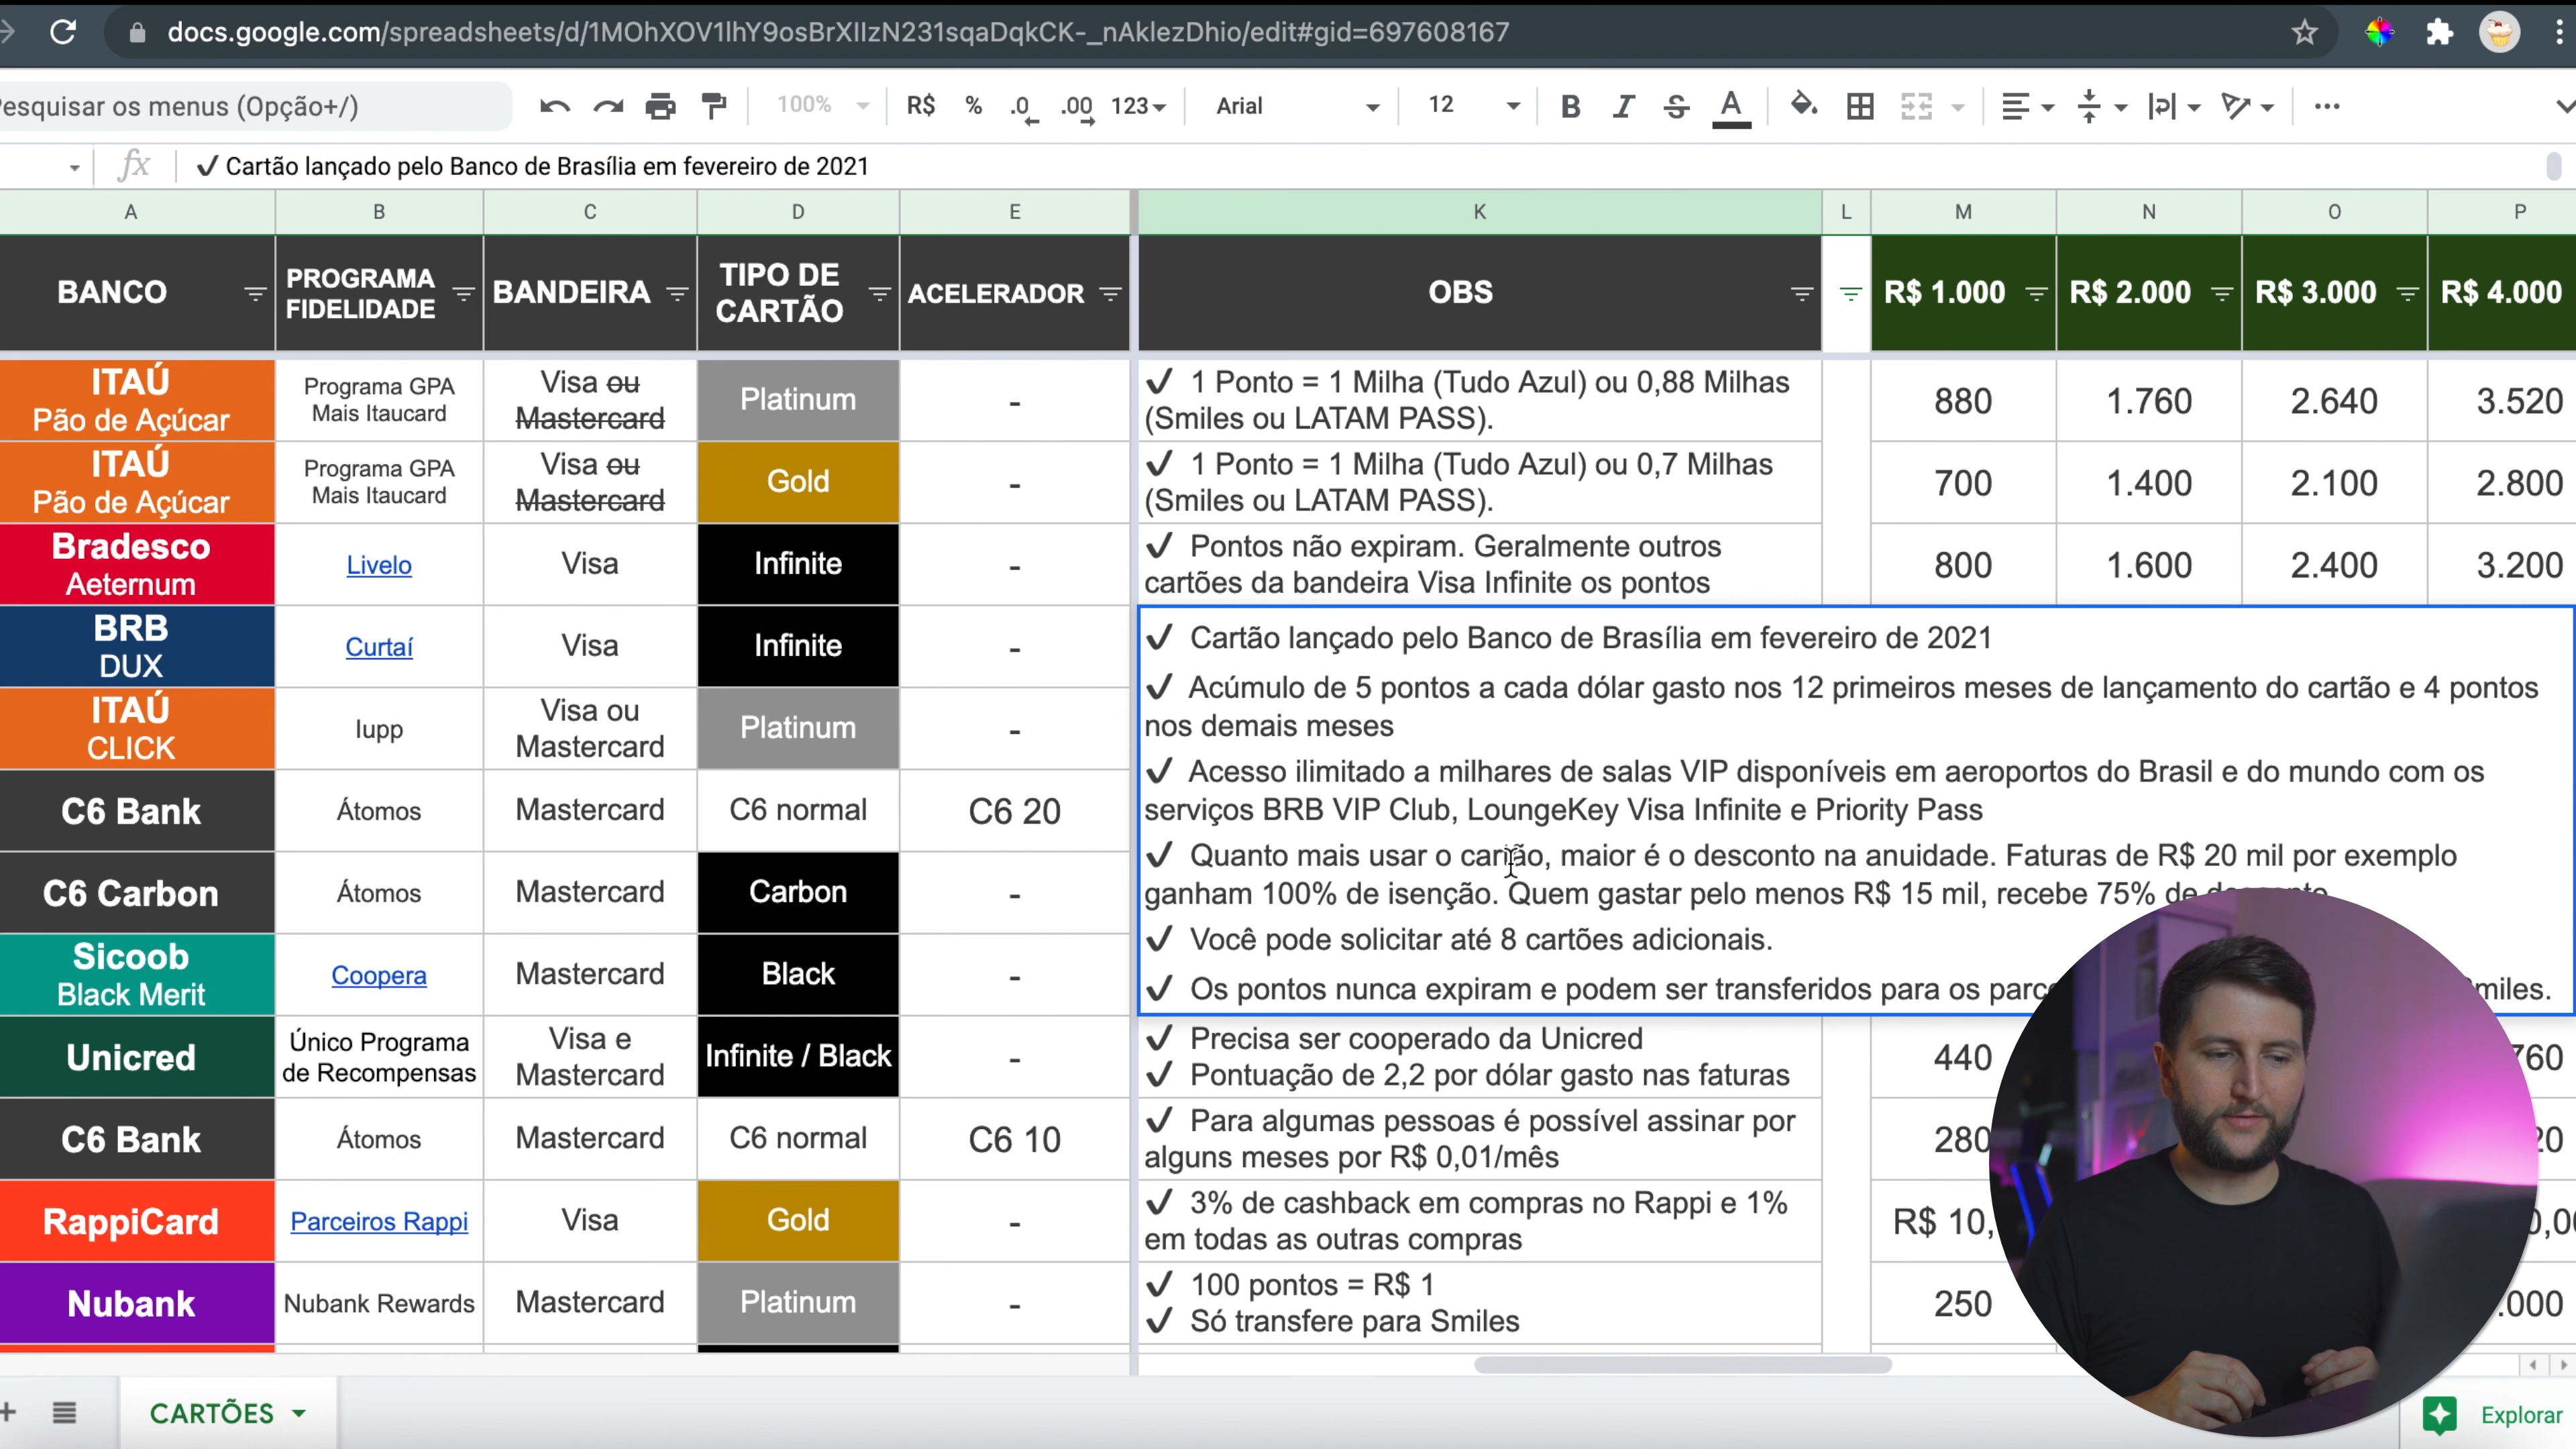 docs.google.com/spreadsheets/d/1MOhXOV1lhY9osBrXIIzN231sqaDqkCK-_nAklezDhio/edit#gid=697608167
esquisar os menus (Opção+/)
100% R$ % .0 .00 123 Arial 12 B I S A
fx ✓ Cartão lançado pelo Banco de Brasília em fevereiro de 2021
A B C D E K L M N O P
BANCO PROGRAMA FIDELIDADE BANDEIRA TIPO DE CARTÃO ACELERADOR OBS R$ 1.000 R$ 2.000 R$ 3.000 R$ 4.000
ITAÚ Programa GPA Visa ou Platinum - ✓ 1 Ponto = 1 Milha (Tudo Azul) ou 0,88 Milhas 880 1.760 2.640 3.520
Pão de Açúcar Mais Itaucard Mastercard (Smiles ou LATAM PASS).
ITAÚ Programa GPA Visa ou Gold - ✓ 1 Ponto = 1 Milha (Tudo Azul) ou 0,7 Milhas 700 1.400 2.100 2.800
Pão de Açúcar Mais Itaucard Mastercard (Smiles ou LATAM PASS).
Bradesco Livelo Visa Infinite - ✓ Pontos não expiram. Geralmente outros 800 1.600 2.400 3.200
Aeternum cartões da bandeira Visa Infinite os pontos
BRB Curtaí Visa Infinite - ✓ Cartão lançado pelo Banco de Brasília em fevereiro de 2021
DUX
✓ Acúmulo de 5 pontos a cada dólar gasto nos 12 primeiros meses de lançamento do cartão e 4 pontos
nos demais meses
ITAÚ Iupp Visa ou Platinum -
CLICK Mastercard
✓ Acesso ilimitado a milhares de salas VIP disponíveis em aeroportos do Brasil e do mundo com os
serviços BRB VIP Club, LoungeKey Visa Infinite e Priority Pass
C6 Bank Átomos Mastercard C6 normal C6 20
✓ Quanto mais usar o cartão, maior é o desconto na anuidade. Faturas de R$ 20 mil por exemplo
ganham 100% de isenção. Quem gastar pelo menos R$ 15 mil, recebe 75% de
C6 Carbon Átomos Mastercard Carbon -
✓ Você pode solicitar até 8 cartões adicionais.
Sicoob Coopera Mastercard Black -
Black Merit
✓ Os pontos nunca expiram e podem ser transferidos para os miles.
Unicred Único Programa Visa e Infinite / Black - ✓ Precisa ser cooperado da Unicred 440 760
de Recompensas Mastercard ✓ Pontuação de 2,2 por dólar gasto nas faturas
C6 Bank Átomos Mastercard C6 normal C6 10 ✓ Para algumas pessoas é possível assinar por 280 20
alguns meses por R$ 0,01/mês
RappiCard Parceiros Rappi Visa Gold - ✓ 3% de cashback em compras no Rappi e 1% R$ 10,
em todas as outras compras
Nubank Nubank Rewards Mastercard Platinum - ✓ 100 pontos = R$ 1 250 .000
✓ Só transfere para Smiles
CARTÕES Explorar